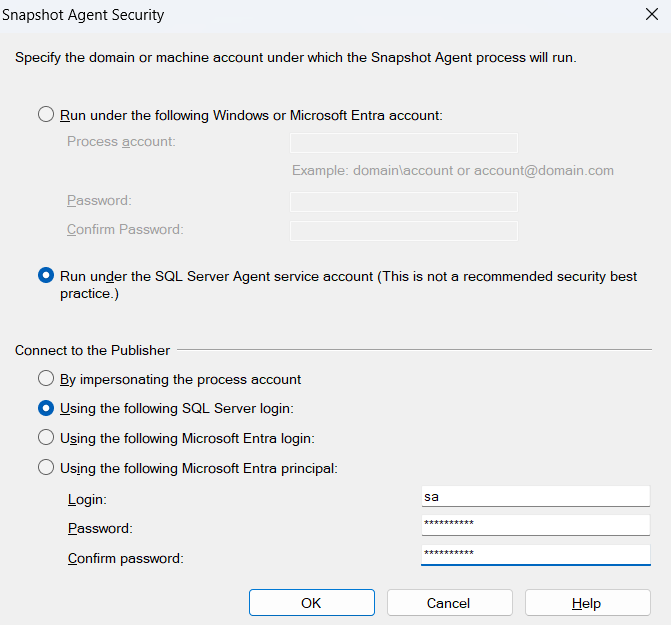 Snapshot Agent Security
Specify the domain or machine account under which the Snapshot Agent process will run.
Run under the following Windows or Microsoft Entra account:
Process account:
Example: domain\account or account@domain.com
Password:
Confirm Password:
Run under the SQL Server Agent service account (This is not a recommended security best
practice.)
Connect to the Publisher
By impersonating the process account
Using the following SQL Server login:
Using the following Microsoft Entra login:
Using the following Microsoft Entra principal:
Login: sa
Password: **********
Confirm password: **********
OK Cancel Help